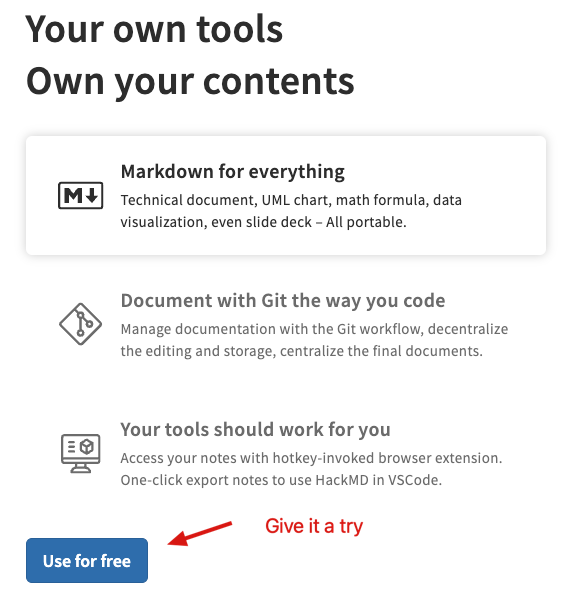 Your own tools
Own your contents
Markdown for everything
M
Technical document, UML chart, math formula, data
visualization, even slide deck – All portable.
Document with Git the way you code
Manage documentation with the Git workflow, decentralize
the editing and storage, centralize the final documents.
Your tools should work for you
Access your notes with hotkey-invoked browser extension.
One-click export notes to use HackMD in VSCode.
Give it a try
Use for free